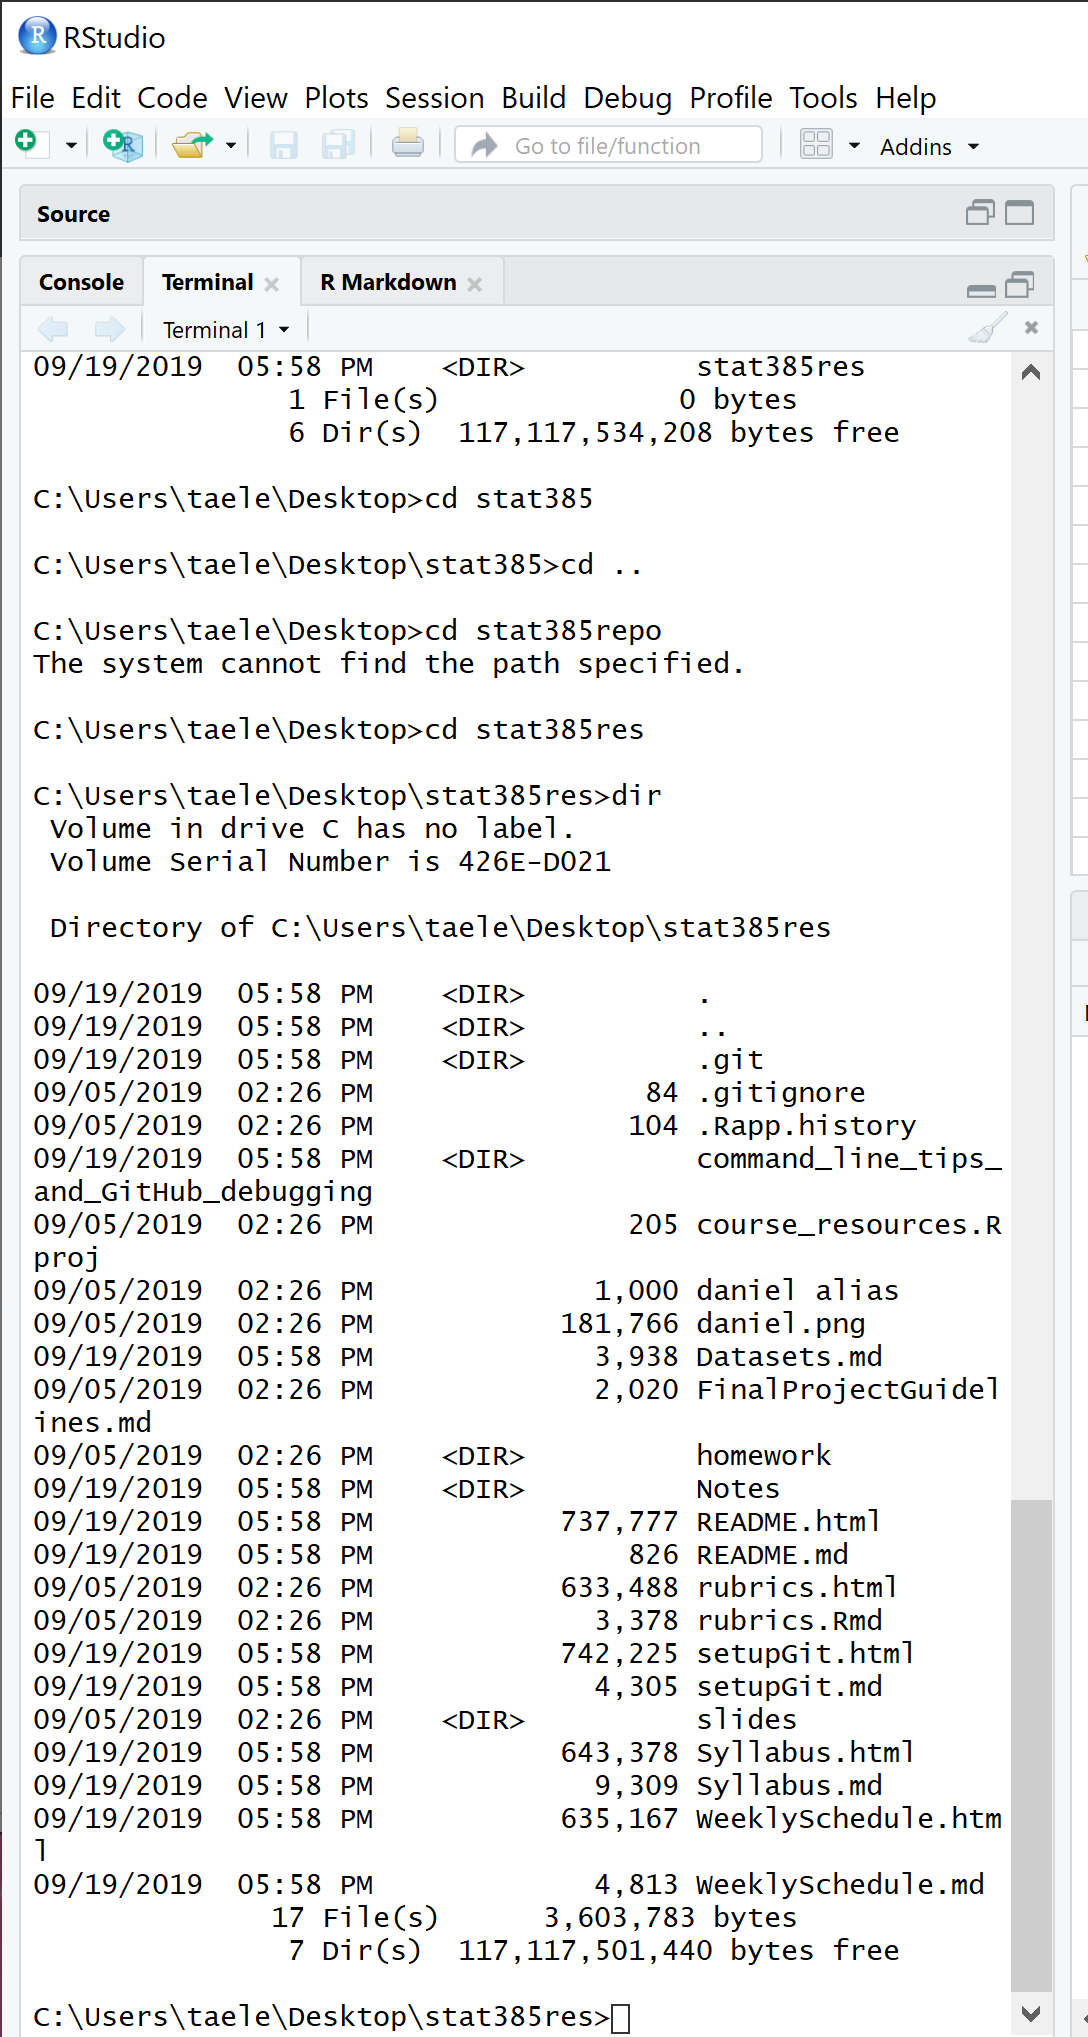 R RStudio
File Edit Code View Plots Session Build Debug Profile Tools Help
R Go to file/function Addins
Source
Console Terminal R Markdown
Terminal 1
09/19/2019  05:58 PM    <DIR>          stat385res
               1 File(s)              0 bytes
               6 Dir(s)  117,117,534,208 bytes free
C:\Users\taele\Desktop>cd stat385
C:\Users\taele\Desktop\stat385>cd ..
C:\Users\taele\Desktop>cd stat385repo
The system cannot find the path specified.
C:\Users\taele\Desktop>cd stat385res
C:\Users\taele\Desktop\stat385res>dir
 Volume in drive C has no label.
 Volume Serial Number is 426E-D021
 Directory of C:\Users\taele\Desktop\stat385res
09/19/2019  05:58 PM    <DIR>          .
09/19/2019  05:58 PM    <DIR>          ..
09/19/2019  05:58 PM    <DIR>          .git
09/05/2019  02:26 PM                84 .gitignore
09/05/2019  02:26 PM               104 .Rapp.history
09/19/2019  05:58 PM    <DIR>          command_line_tips_
and_GitHub_debugging
09/05/2019  02:26 PM               205 course_resources.R
proj
09/05/2019  02:26 PM             1,000 daniel alias
09/05/2019  02:26 PM           181,766 daniel.png
09/19/2019  05:58 PM             3,938 Datasets.md
09/05/2019  02:26 PM             2,020 FinalProjectGuidel
ines.md
09/05/2019  02:26 PM    <DIR>          homework
09/19/2019  05:58 PM    <DIR>          Notes
09/19/2019  05:58 PM           737,777 README.html
09/19/2019  05:58 PM               826 README.md
09/05/2019  02:26 PM           633,488 rubrics.html
09/05/2019  02:26 PM             3,378 rubrics.Rmd
09/19/2019  05:58 PM           742,225 setupGit.html
09/19/2019  05:58 PM             4,305 setupGit.md
09/05/2019  02:26 PM    <DIR>          slides
09/19/2019  05:58 PM           643,378 Syllabus.html
09/19/2019  05:58 PM             9,309 Syllabus.md
09/19/2019  05:58 PM           635,167 WeeklySchedule.htm
l
09/19/2019  05:58 PM             4,813 WeeklySchedule.md
              17 File(s)      3,603,783 bytes
               7 Dir(s)  117,117,501,440 bytes free
C:\Users\taele\Desktop\stat385res>